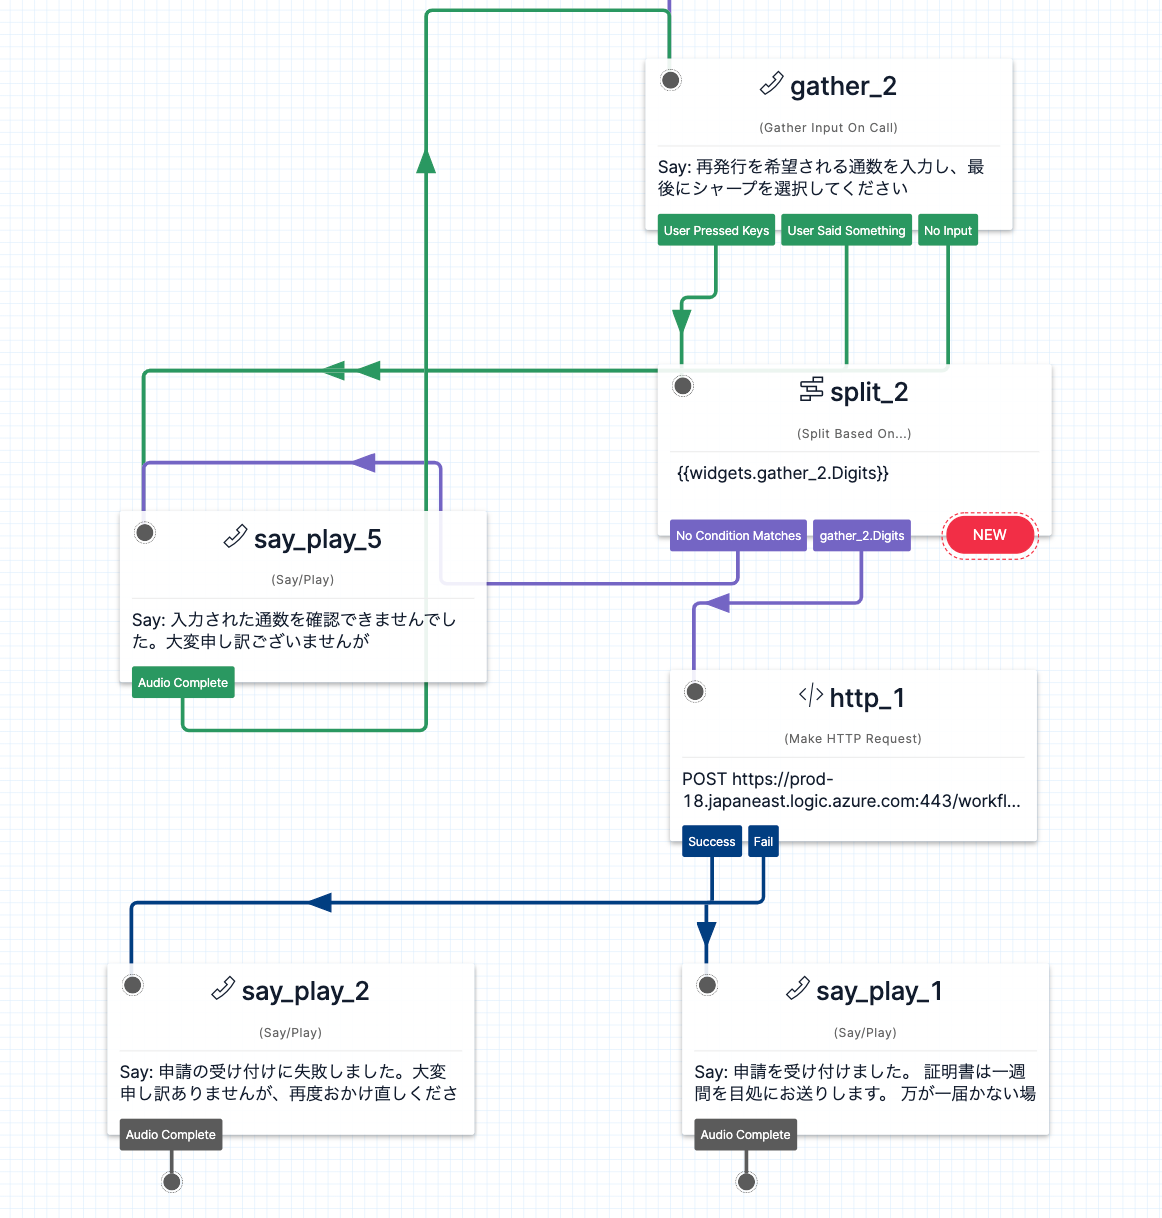 gather_2
(Gather Input On Call)
Say: 再発行を希望される通数を入力し、最
後にシャープを選択してください
User Pressed Keys
User Said Something
No Input
split_2
(Split Based On...)
{{widgets.gather_2.Digits}}
No Condition Matches
gather_2.Digits
NEW
say_play_5
(Say/Play)
Say: 入力された通数を確認できませんでし
た。大変申し訳ございませんが
Audio Complete
http_1
(Make HTTP Request)
POST https://prod-
18.japaneast.logic.azure.com:443/workfl...
Success
Fail
say_play_2
(Say/Play)
Say: 申請の受け付けに失敗しました。大変
申し訳ありませんが、再度おかけ直しくださ
Audio Complete
say_play_1
(Say/Play)
Say: 申請を受け付けました。 証明書は一週
間を目処にお送りします。 万が一届かない場
Audio Complete